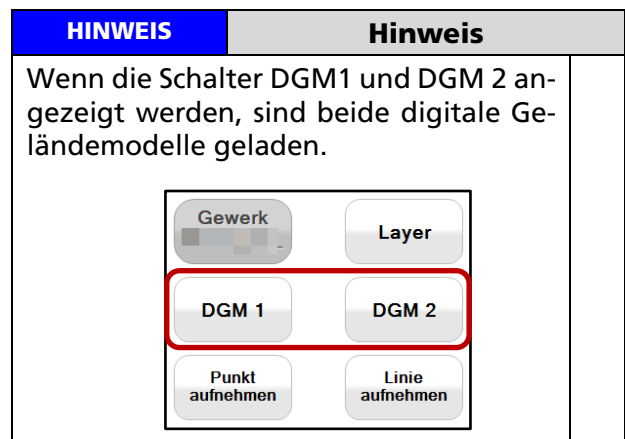 HINWEIS Hinweis
Wenn die Schalter DGM1 und DGM 2 an-
gezeigt werden, sind beide digitale Ge-
ländemodelle geladen.
Gewerk Layer
DGM 1 DGM 2
Punkt Linie
aufnehmen aufnehmen